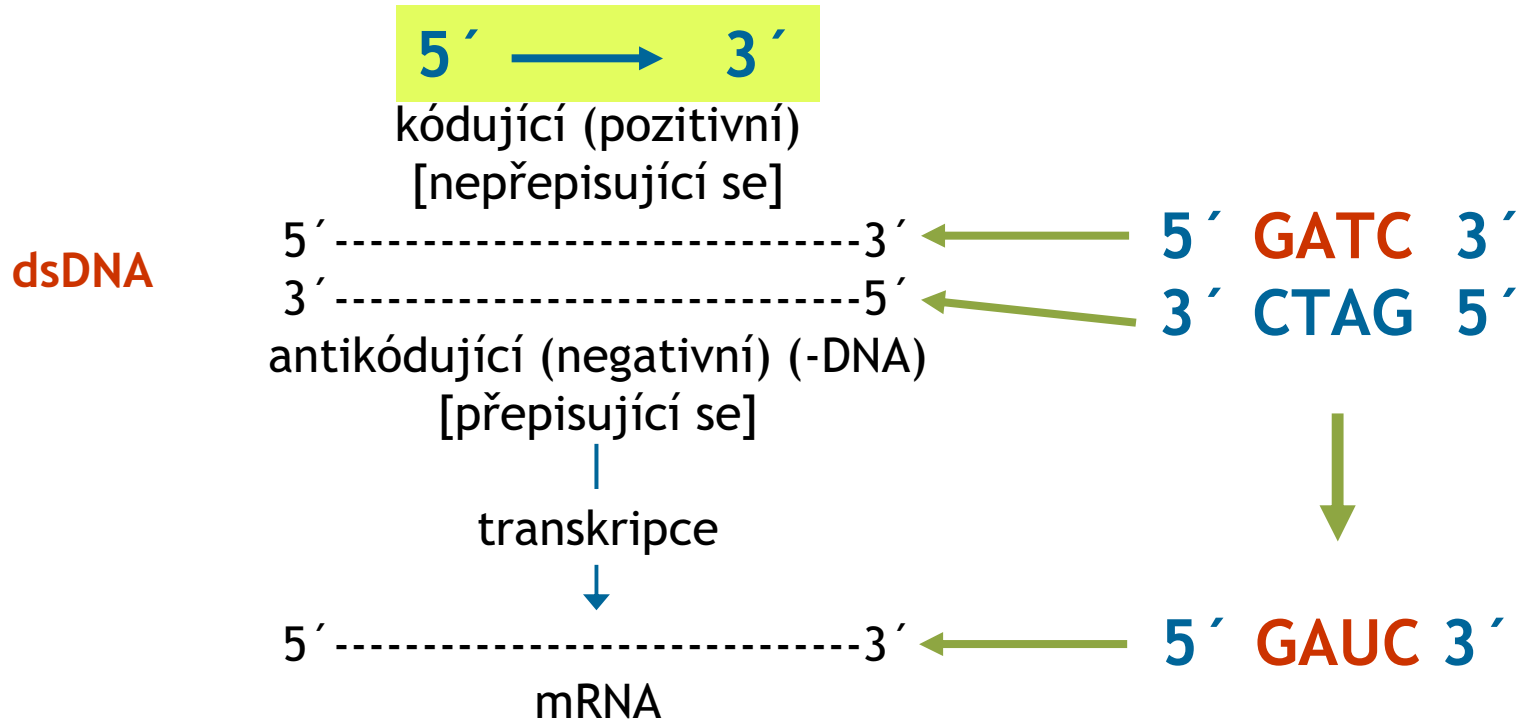 5´ 3´
kódující (pozitivní)
[nepřepisující se]
5´------------------------------3´
dsDNA
3´------------------------------5´
antikódující (negativní) (-DNA)
[přepisující se]
transkripce
5´------------------------------3´
mRNA
5´ GATC 3´
3´ CTAG 5´
5´ GAUC 3´